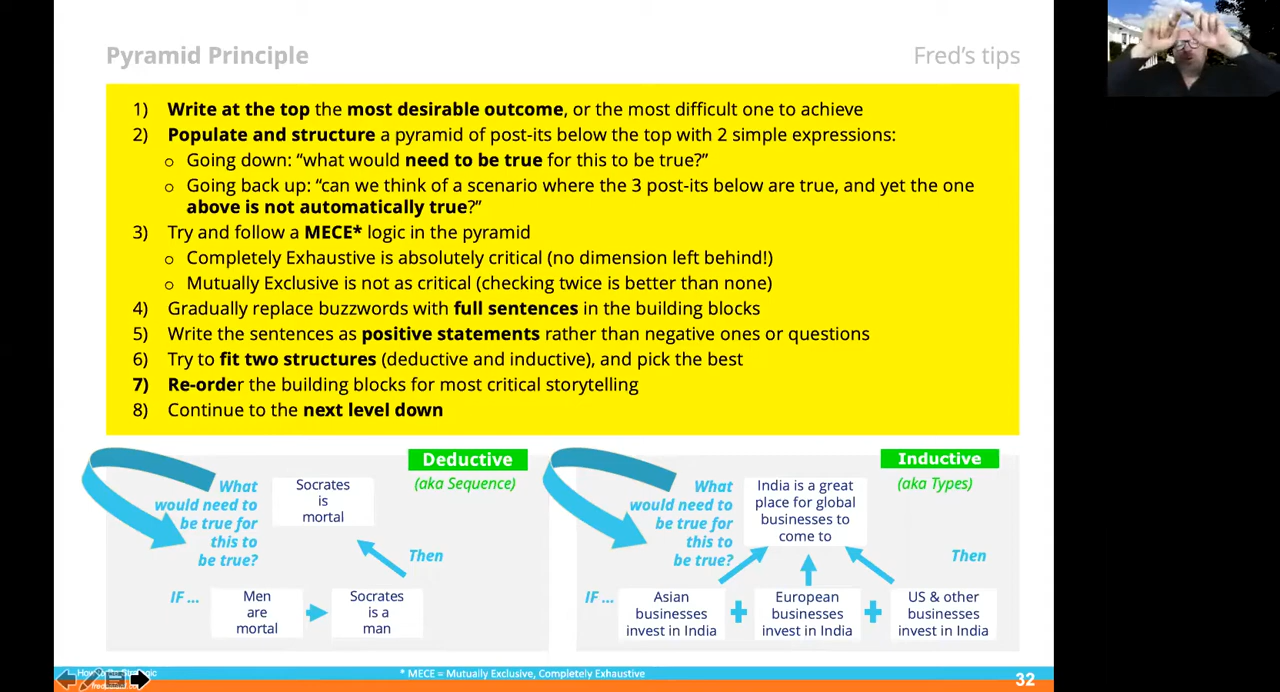 Pyramid Principle
Fred's tips
1) Write at the top the most desirable outcome, or the most difficult one to achieve
2) Populate and structure a pyramid of post-its below the top with 2 simple expressions:
o Going down: “what would need to be true for this to be true?”
o Going back up: “can we think of a scenario where the 3 post-its below are true, and yet the one
above is not automatically true?”
3) Try and follow a MECE* logic in the pyramid
o Completely Exhaustive is absolutely critical (no dimension left behind!)
o Mutually Exclusive is not as critical (checking twice is better than none)
4) Gradually replace buzzwords with full sentences in the building blocks
5) Write the sentences as positive statements rather than negative ones or questions
6) Try to fit two structures (deductive and inductive), and pick the best
7) Re-order the building blocks for most critical storytelling
8) Continue to the next level down
Deductive
(aka Sequence)
What
would need to
be true for
this to
be true?
Socrates
is
mortal
Then
IF ...
Men
are
mortal
Socrates
is a
man
Inductive
(aka Types)
What
would need to
be true for
this to
be true?
India is a great
place for global
businesses to
come to
Then
IF ...
Asian
businesses
invest in India
European
businesses
invest in India
US & other
businesses
invest in India
* MECE = Mutually Exclusive, Completely Exhaustive
32